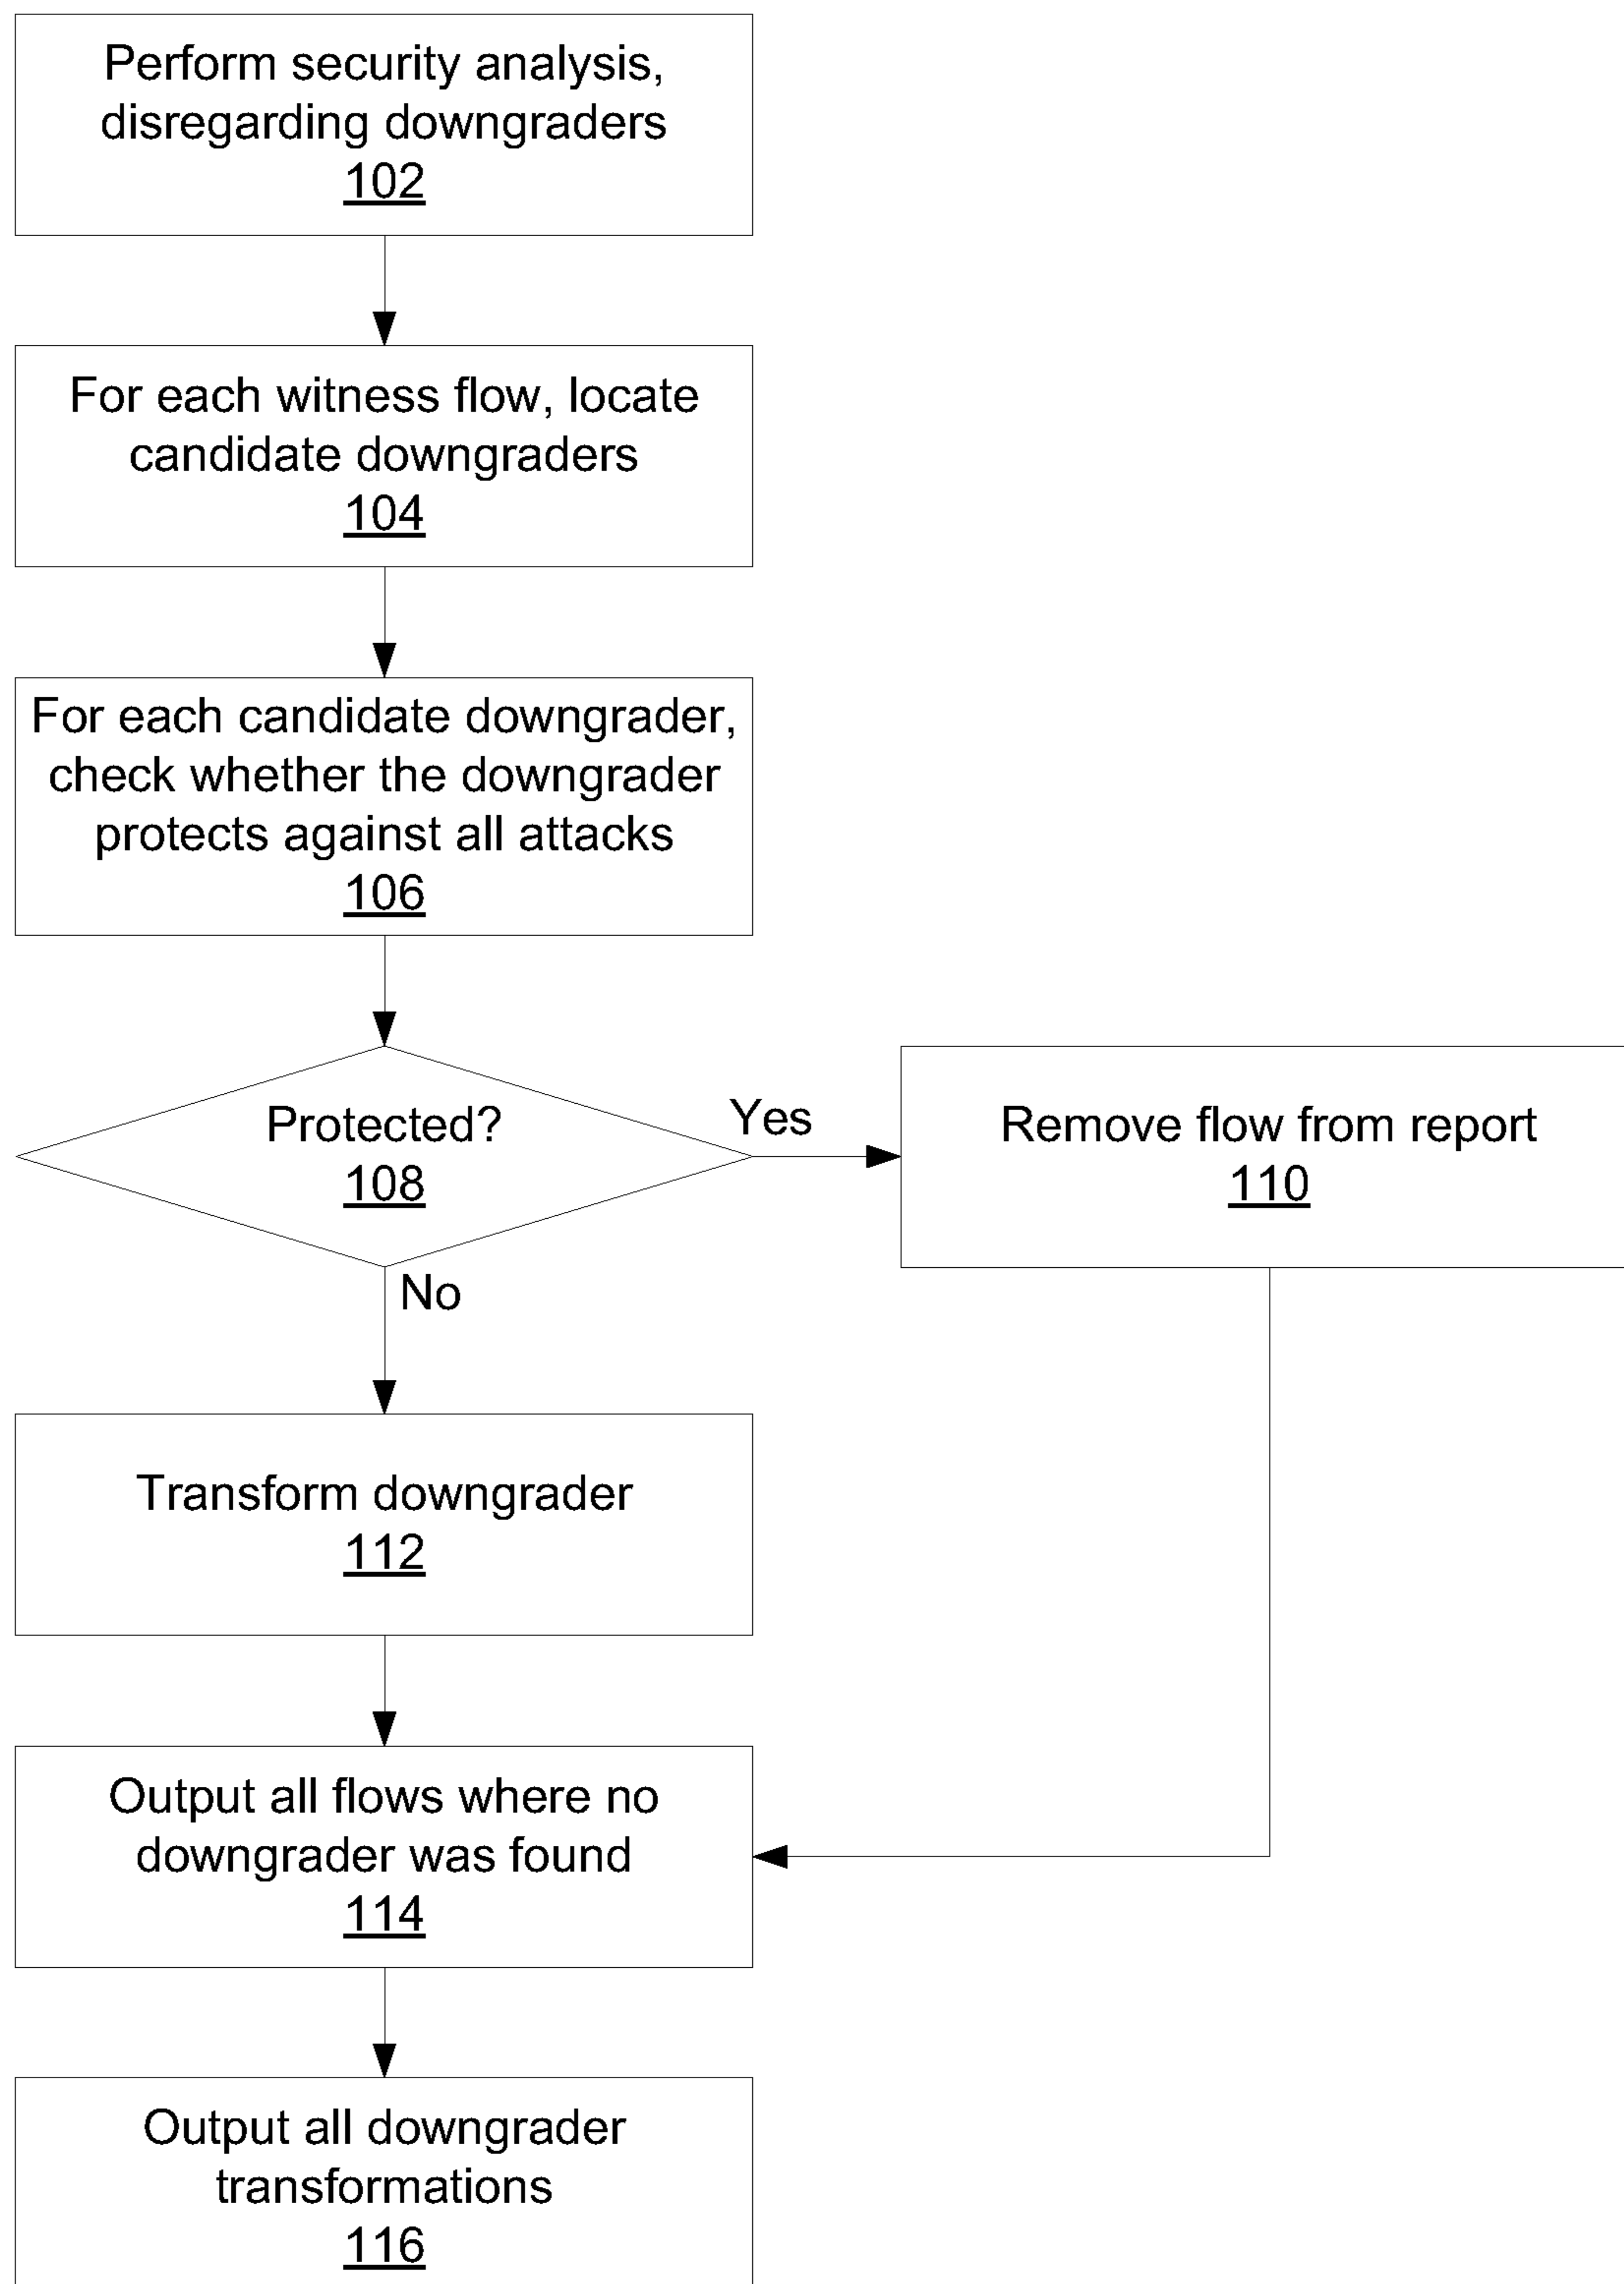 Perform security analysis,
disregarding downgraders
102
For each witness flow, locate
candidate downgraders
104
For each candidate downgrader,
check whether the downgrader
protects against all attacks
106
Protected?
108
Yes
Remove flow from report
110
No
Transform downgrader
112
Output all flows where no
downgrader was found
114
Output all downgrader
transformations
116